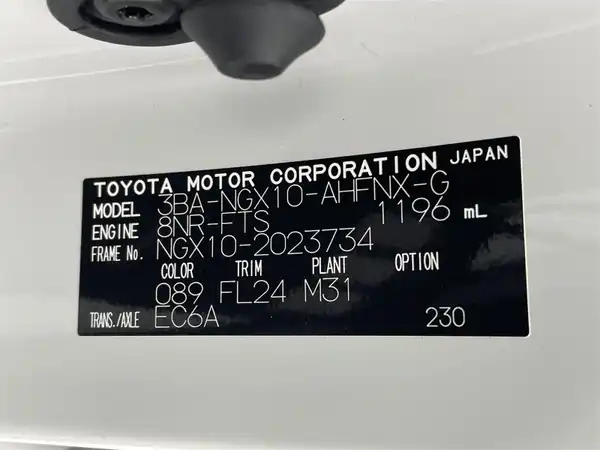 TOYOTA MOTOR CORPORATION JAPAN
MODEL 3BA-NGX10-AHFNX-G
ENGINE 8NR-FTS 1196 mL
FRAME No. NGX10-2023734
COLOR TRIM PLANT OPTION
089 FL24 M31
TRANS./AXLE EC6A 230